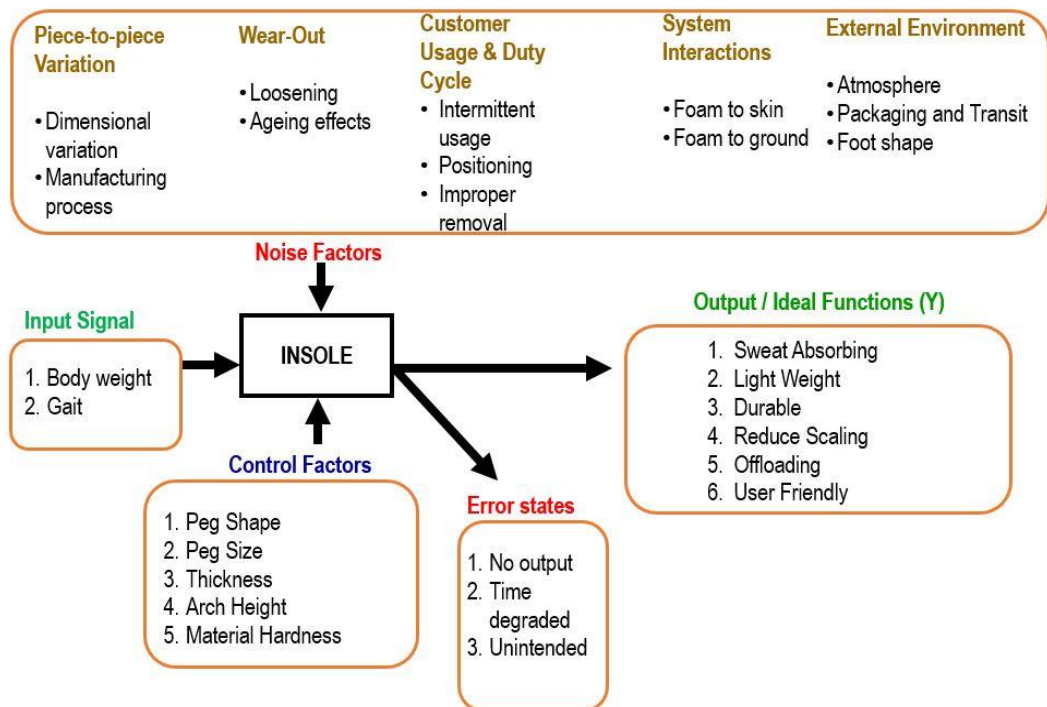 Piece-to-piece
Variation
• Dimensional
variation
• Manufacturing
process
Wear-Out
• Loosening
• Ageing effects
Customer
Usage & Duty
Cycle
• Intermittent
usage
• Positioning
• Improper
removal
System
Interactions
• Foam to skin
• Foam to ground
External Environment
• Atmosphere
• Packaging and Transit
• Foot shape
Noise Factors
Input Signal
1. Body weight
2. Gait
INSOLE
Output / Ideal Functions (Y)
1. Sweat Absorbing
2. Light Weight
3. Durable
4. Reduce Scaling
5. Offloading
6. User Friendly
Control Factors
1. Peg Shape
2. Peg Size
3. Thickness
4. Arch Height
5. Material Hardness
Error states
1. No output
2. Time
degraded
3. Unintended